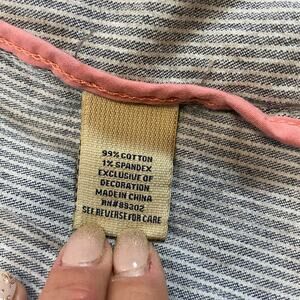 99% COTTON
1% SPANDEX
EXCLUSIVE OF
DECORATION
MADE IN CHINA
RN#89302
SEE REVERSE FOR CARE